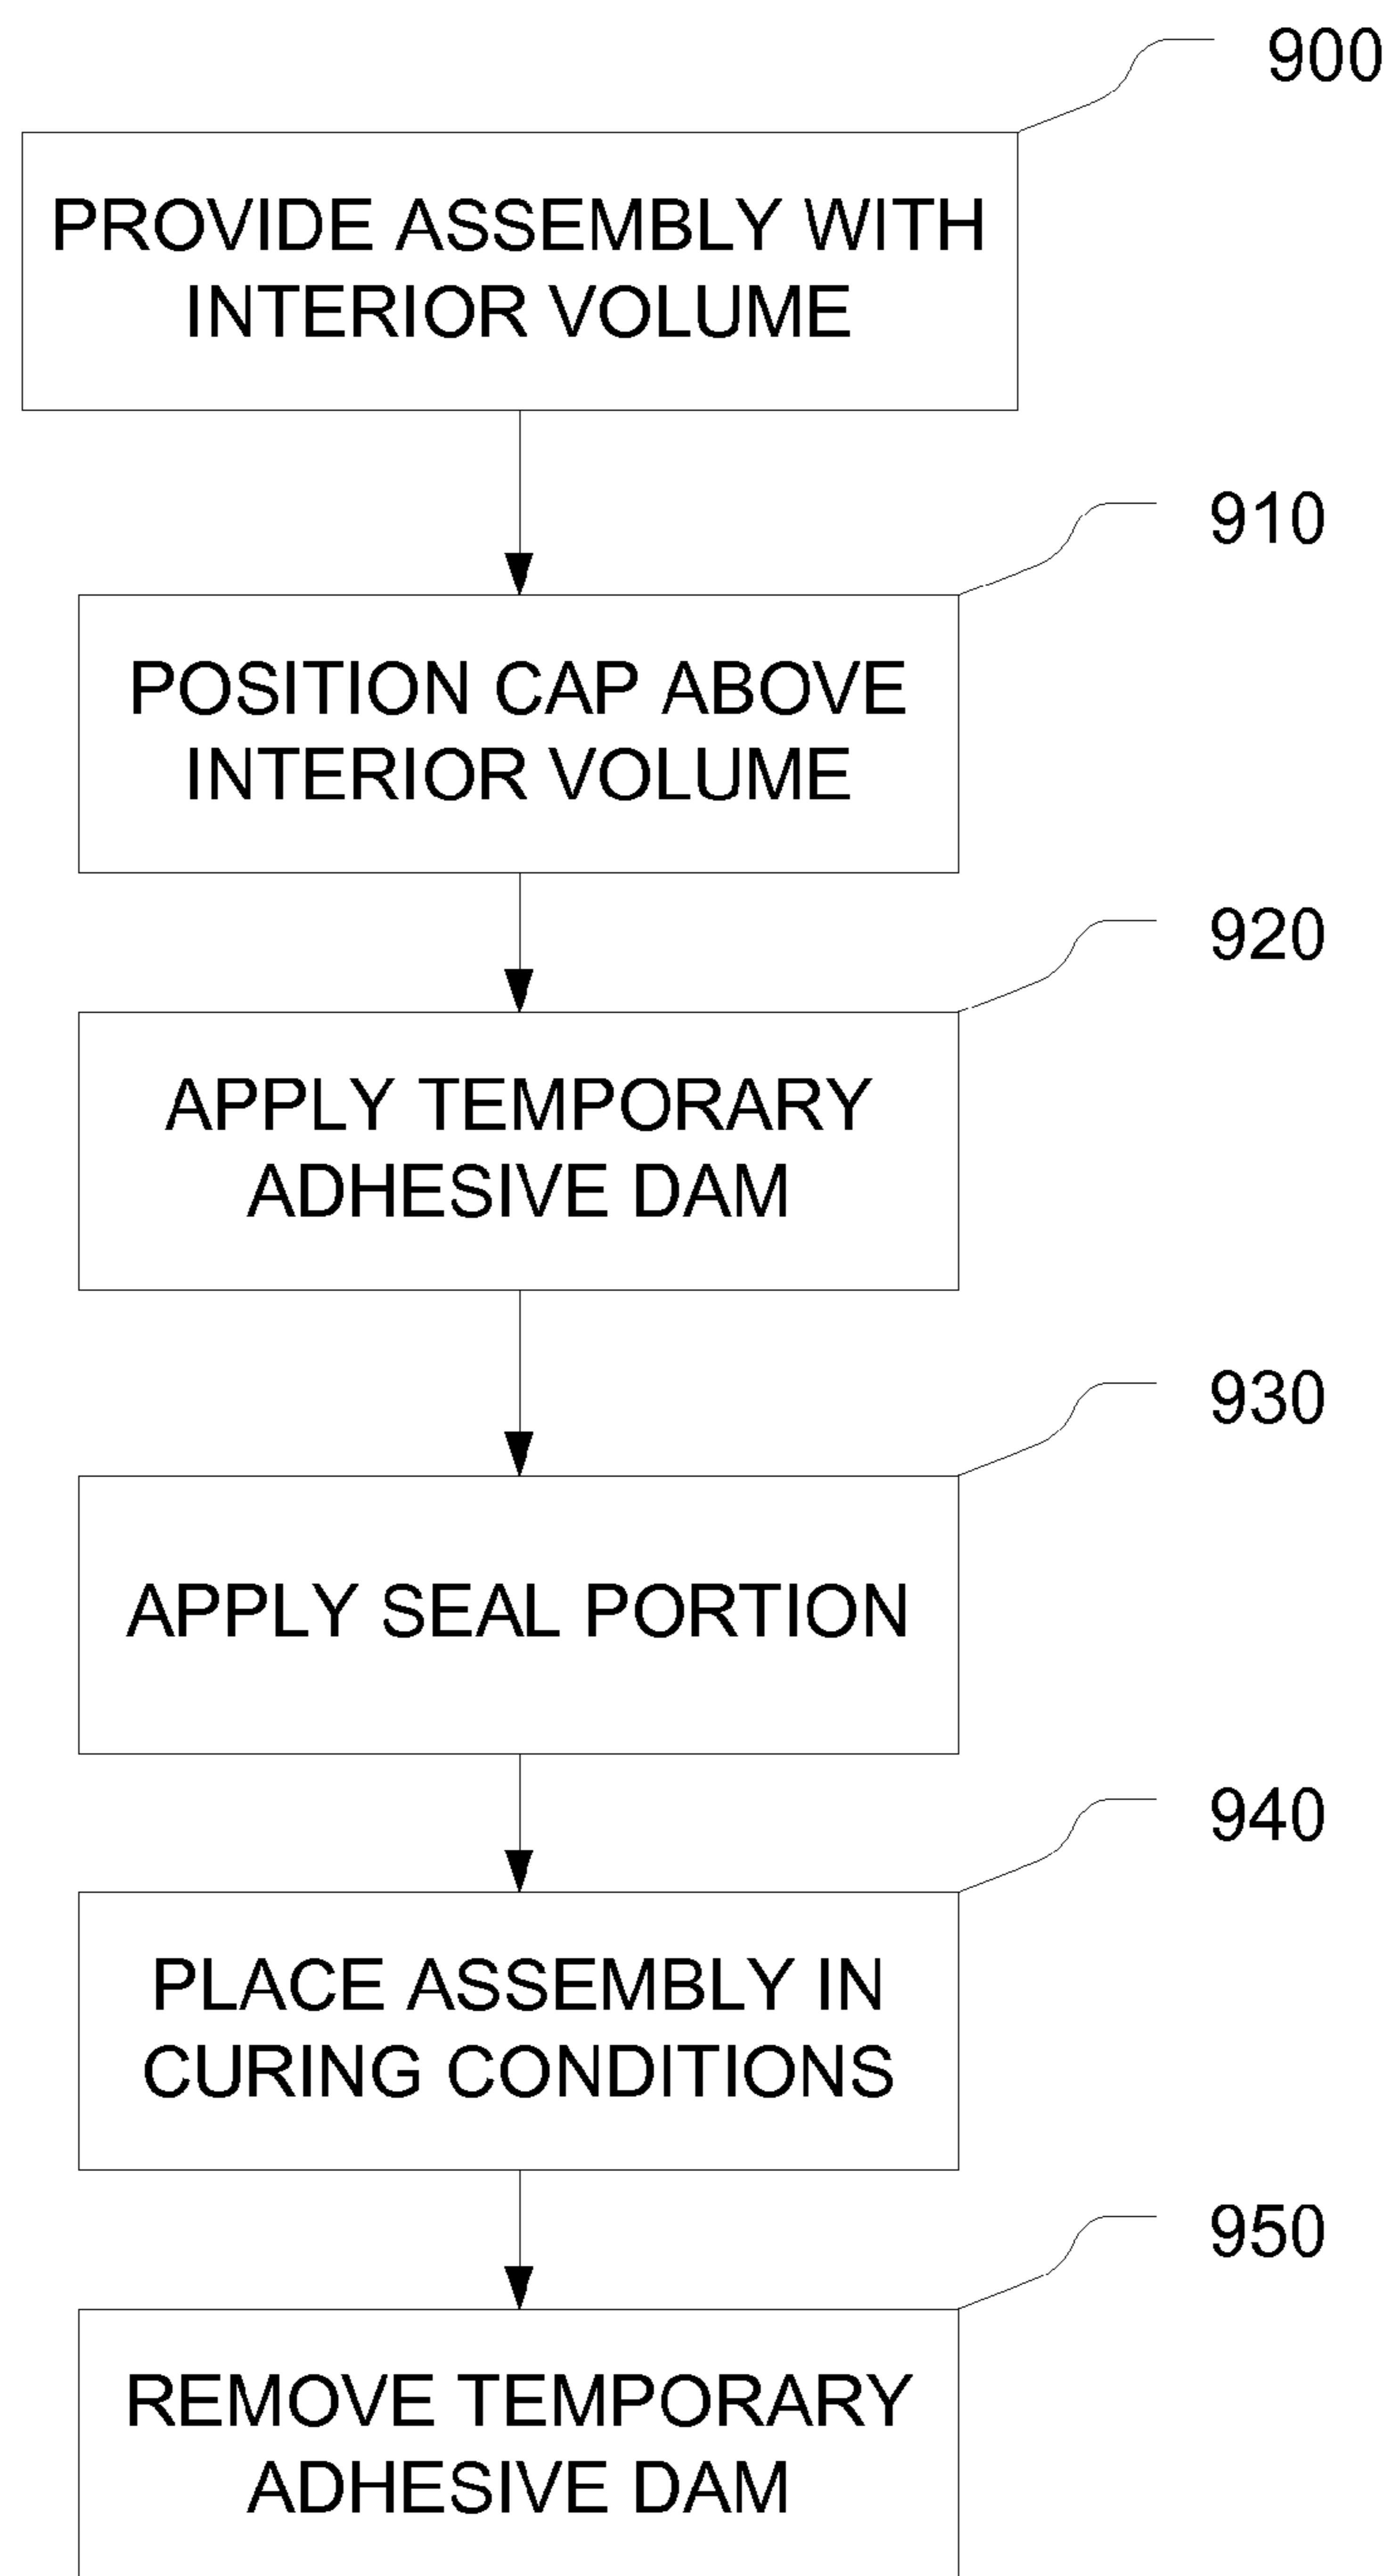 900
PROVIDE ASSEMBLY WITH
INTERIOR VOLUME
910
POSITION CAP ABOVE
INTERIOR VOLUME
920
APPLY TEMPORARY
ADHESIVE DAM
930
APPLY SEAL PORTION
940
PLACE ASSEMBLY IN
CURING CONDITIONS
950
REMOVE TEMPORARY
ADHESIVE DAM